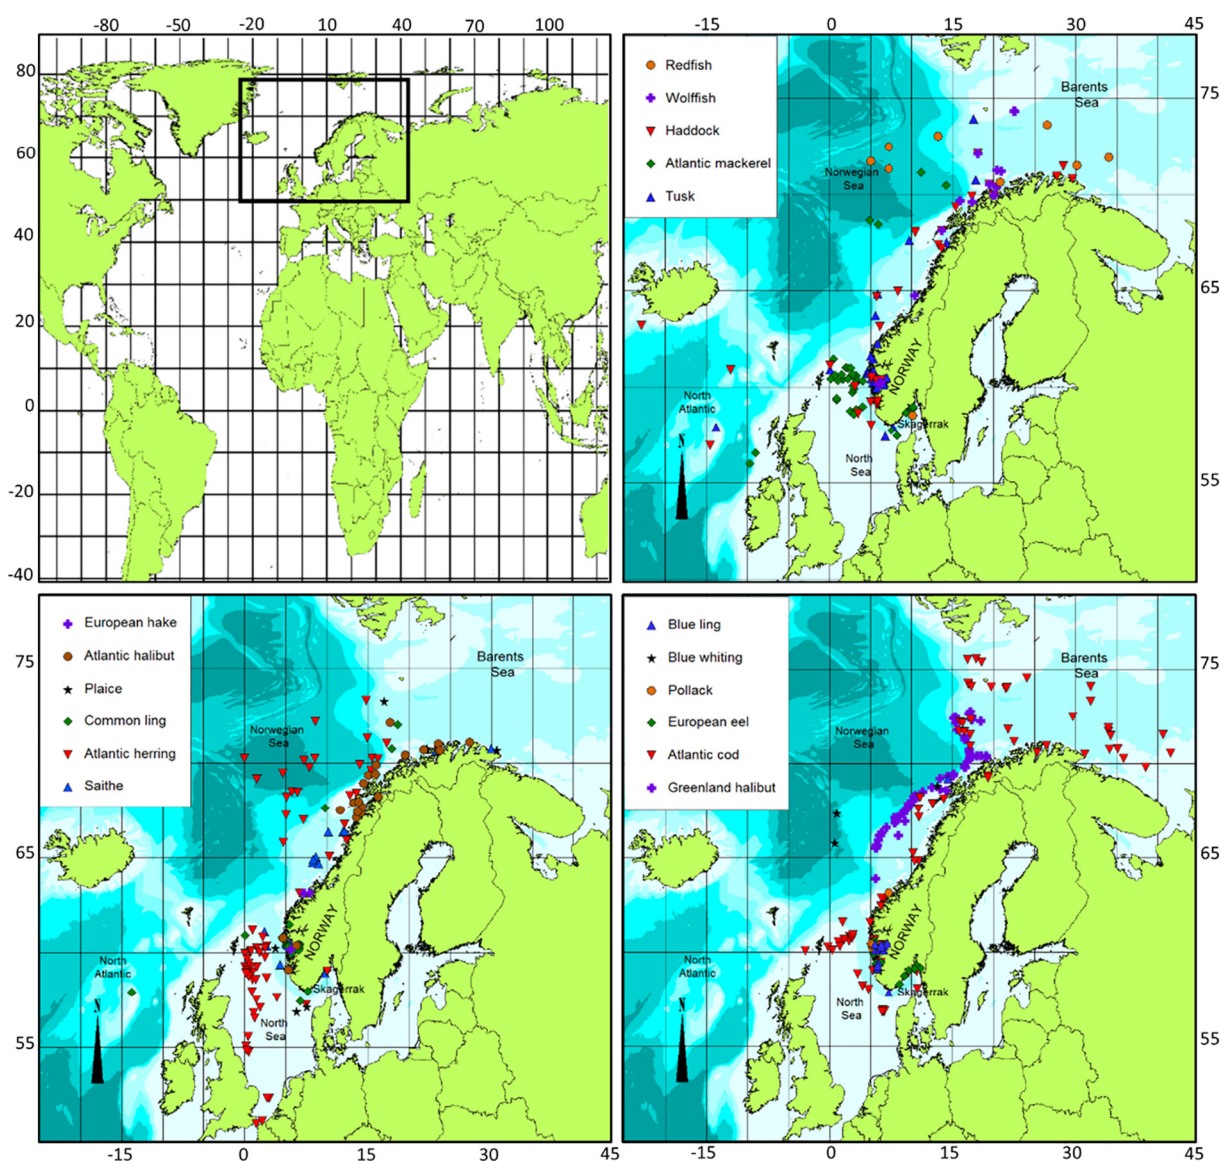 -80 -50 -20 10 40 70 100
80
60
40
20
0
-20
-40
-15 0 15 30 45
Redfish
Wolffish
Haddock
Atlantic mackerel
Tusk
Barents
Sea
75
Norwegian
Sea
65
NORWAY
North
Atlantic
Skagerrak
North
Sea
55
European hake
Atlantic halibut
Plaice
Common ling
Atlantic herring
Saithe
Barents
Sea
75
Norwegian
Sea
65
NORWAY
North
Atlantic
Skagerrak
North
Sea
55
-15 0 15 30 45
Blue ling
Blue whiting
Pollack
European eel
Atlantic cod
Greenland halibut
Barents
Sea
75
Norwegian
Sea
65
NORWAY
North
Atlantic
Skagerrak
North
Sea
55
-15 0 15 30 45